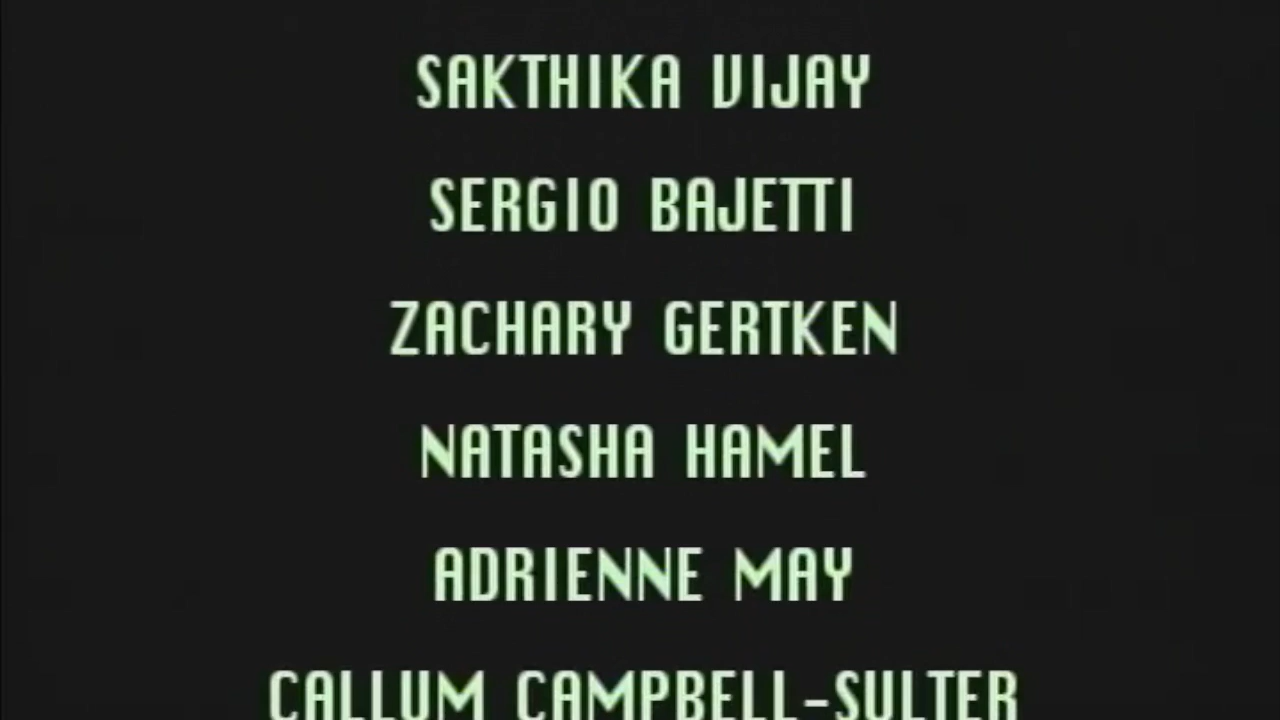 SAKTHIKA VIJAY
SERGIO BAJETTI
ZACHARY GERTKEN
NATASHA HAMEL
ADRIENNE MAY
CALLUM CAMPBELL-SULTER